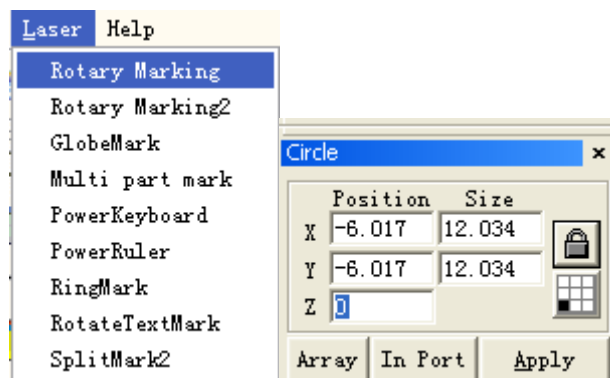 Laser Help
Rotary Marking
Rotary Marking2
GlobeMark
Multi part mark
PowerKeyboard
PowerRuler
RingMark
RotateTextMark
SplitMark2
Circle ×
Position Size
X -6.017 12.034
Y -6.017 12.034
Z 0
Array In Port Apply